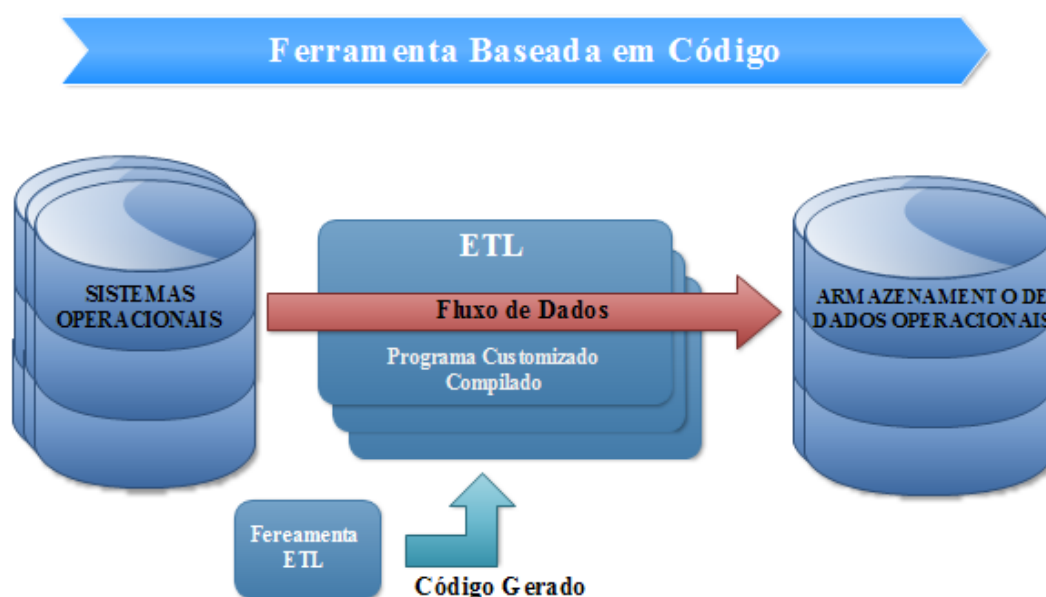 Ferramenta Baseada em Código
SISTEMAS
OPERACIONAIS
ETL
Fluxo de Dados
Programa Customizado
Compilado
ARMAZENAMENTO DE
DADOS OPERACIONAIS
Fereamenta
ETL
Código Gerado